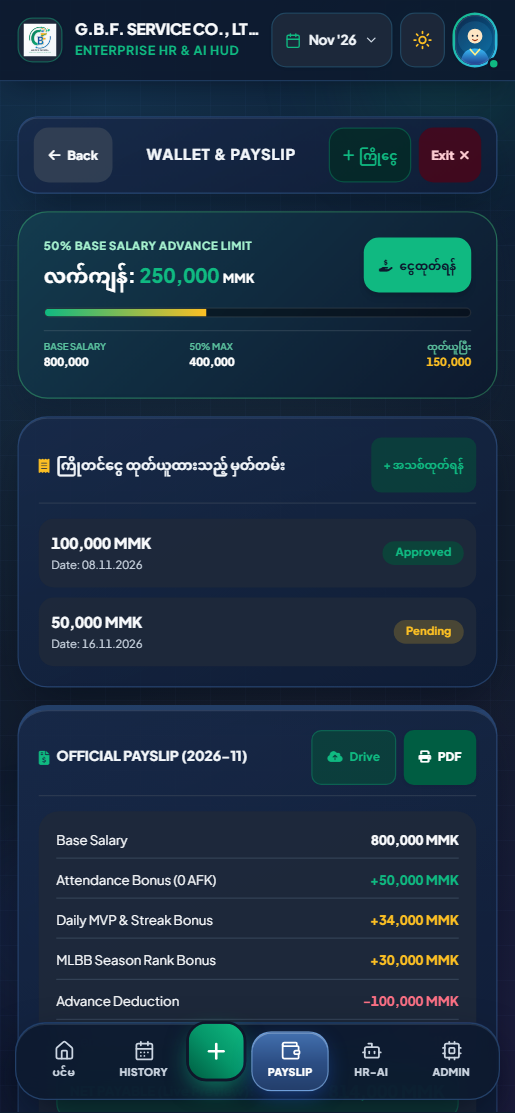 G.B.F. SERVICE CO., LT...
ENTERPRISE HR & AI HUD
Nov '26
Back
WALLET & PAYSLIP
+ ကြိုငွေ
Exit ×
50% BASE SALARY ADVANCE LIMIT
လက်ကျန်: 250,000 MMK
ငွေထုတ်ရန်
BASE SALARY
800,000
50% MAX
400,000
ထုတ်ယူပြီး
150,000
ကြိုတင်ငွေ ထုတ်ယူထားသည့် မှတ်တမ်း
+ အသစ်ထုတ်ရန်
100,000 MMK
Date: 08.11.2026
Approved
50,000 MMK
Date: 16.11.2026
Pending
OFFICIAL PAYSLIP (2026-11)
Drive
PDF
Base Salary 800,000 MMK
Attendance Bonus (0 AFK) +50,000 MMK
Daily MVP & Streak Bonus +34,000 MMK
MLBB Season Rank Bonus +30,000 MMK
Advance Deduction -100,000 MMK
ပင်မ
HISTORY
PAYSLIP
HR-AI
ADMIN